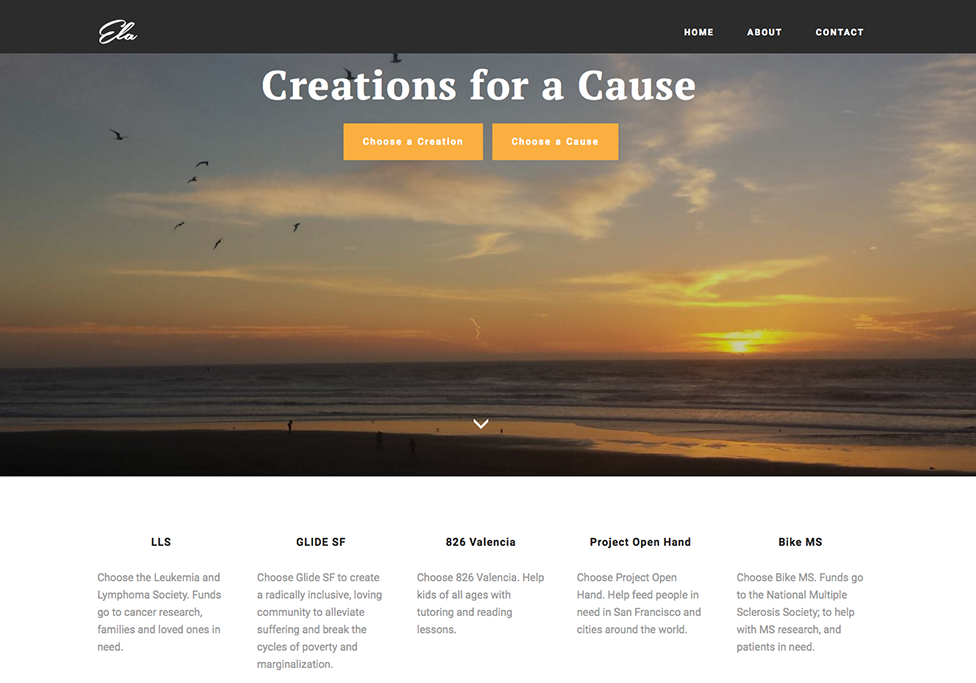 Ela
HOME ABOUT CONTACT
Creations for a Cause
Choose a Creation Choose a Cause
LLS
Choose the Leukemia and
Lymphoma Society. Funds
go to cancer research,
families and loved ones in
need.
GLIDE SF
Choose Glide SF to create
a radically inclusive, loving
community to alleviate
suffering and break the
cycles of poverty and
marginalization.
826 Valencia
Choose 826 Valencia. Help
kids of all ages with
tutoring and reading
lessons.
Project Open Hand
Choose Project Open
Hand. Help feed people in
need in San Francisco and
cities around the world.
Bike MS
Choose Bike MS. Funds go
to the National Multiple
Sclerosis Society; to help
with MS research, and
patients in need.